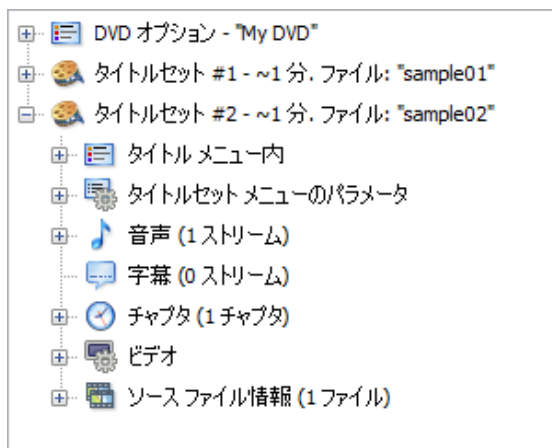 DVD オプション - "My DVD"
タイトルセット #1 - ~1 分. ファイル: "sample01"
タイトルセット #2 - ~1 分. ファイル: "sample02"
タイトル メニュー内
タイトルセット メニューのパラメータ
音声 (1 ストリーム)
字幕 (0 ストリーム)
チャプタ (1 チャプタ)
ビデオ
ソース ファイル情報 (1 ファイル)